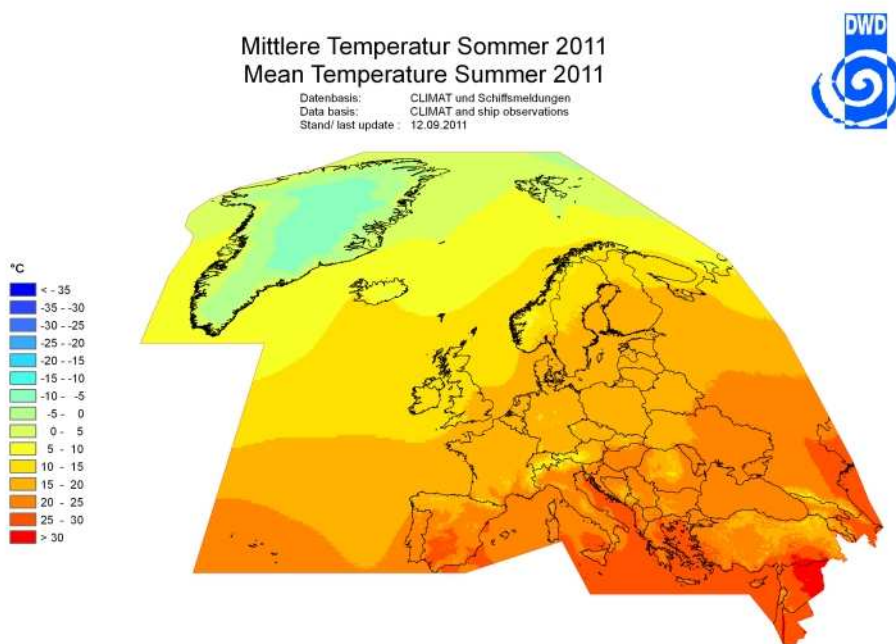 DWD
Mittlere Temperatur Sommer 2011
Mean Temperature Summer 2011
Datenbasis: CLIMAT und Schiffsmeldungen
Data basis: CLIMAT and ship observations
Stand/ last update : 12.09.2011
°C
< - 35
-35 - -30
-30 - -25
-25 - -20
-20 - -15
-15 - -10
-10 - -5
-5 - 0
0 - 5
5 - 10
10 - 15
15 - 20
20 - 25
25 - 30
> 30